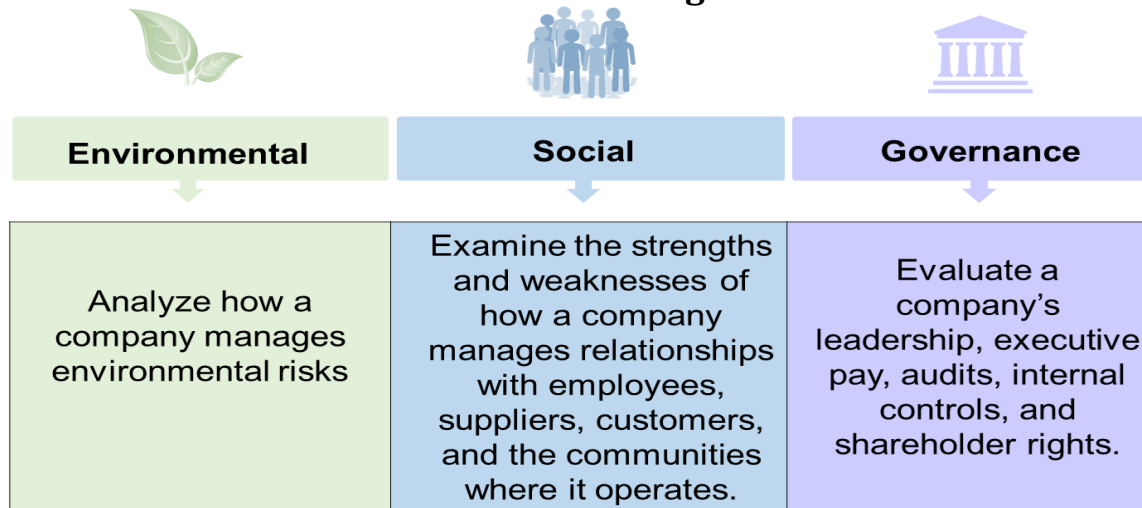 Environmental
Social
Governance
Analyze how a
company manages
environmental risks
Examine the strengths
and weaknesses of
how a company
manages relationships
with employees,
suppliers, customers,
and the communities
where it operates.
Evaluate a
company’s
leadership, executive
pay, audits, internal
controls, and
shareholder rights.